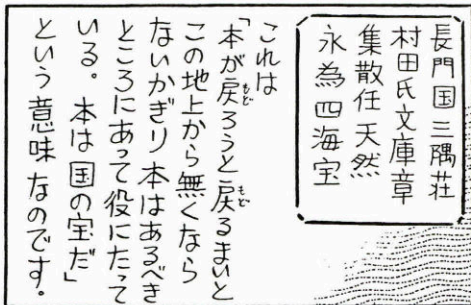 長門国三隅荘
村田氏文庫章
集散任天然
永為四海宝
これは
「本が戻ろうと戻るまいと
この地上から無くなら
ないかぎり本はあるべき
ところにあって役にたって
いる。本は国の宝だ」
という意味なのです.